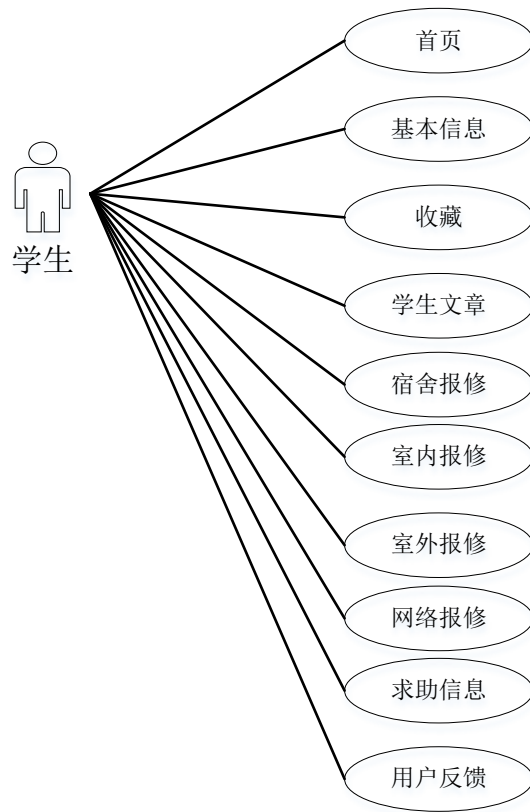 首页
基本信息
收藏
学生
学生文章
宿舍报修
室内报修
室外报修
网络报修
求助信息
用户反馈